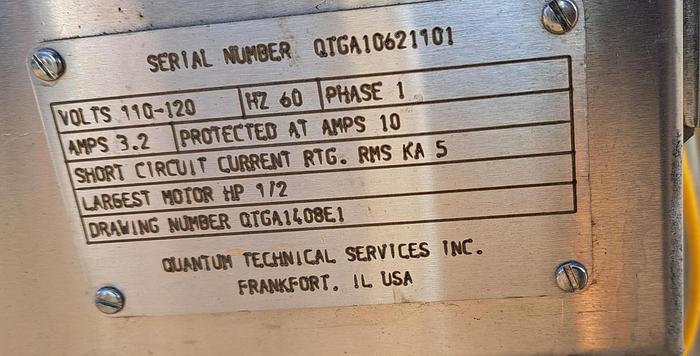 SERIAL NUMBER QTGA10621101
VOLTS 110-120 HZ 60 PHASE 1
AMPS 3.2 PROTECTED AT AMPS 10
SHORT CIRCUIT CURRENT RTG. RMS KA 5
LARGEST MOTOR HP 1/2
DRAWING NUMBER QTGA1408E1
QUANTUM TECHNICAL SERVICES INC.
FRANKFORT. IL USA